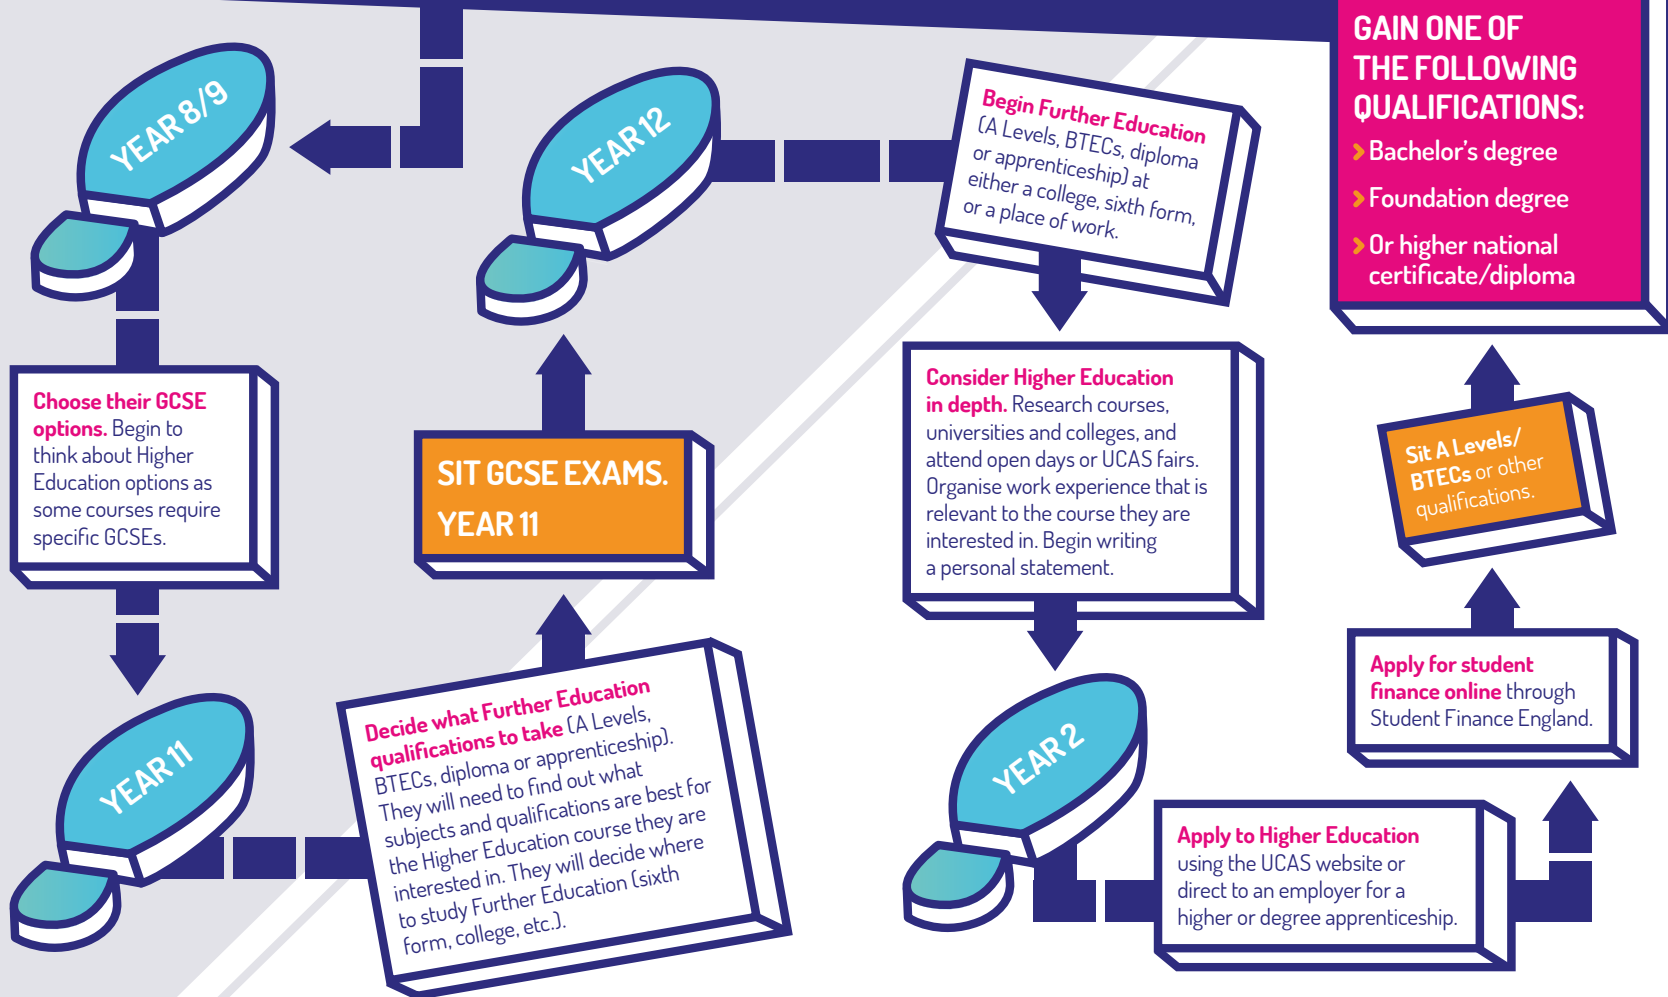 YEAR 8/9
Choose their GCSE
options. Begin to
think about Higher
Education options as
some courses require
specific GCSEs.
YEAR 11
Decide what Further Education
qualifications to take (A Levels,
BTECs, diploma or apprenticeship).
They will need to find out what
subjects and qualifications are best for
the Higher Education course they are
interested in. They will decide where
to study Further Education (sixth
form, college, etc.).
SIT GCSE EXAMS.
YEAR 11
YEAR 12
Begin Further Education
(A Levels, BTECs, diploma
or apprenticeship) at
either a college, sixth form,
or a place of work.
Consider Higher Education
in depth. Research courses,
universities and colleges, and
attend open days or UCAS fairs.
Organise work experience that is
relevant to the course they are
interested in. Begin writing
a personal statement.
YEAR 2
Apply to Higher Education
using the UCAS website or
direct to an employer for a
higher or degree apprenticeship.
Apply for student
finance online through
Student Finance England.
Sit A Levels/
BTECs or other
qualifications.
GAIN ONE OF
THE FOLLOWING
QUALIFICATIONS:
Bachelor's degree
Foundation degree
Or higher national
certificate/diploma